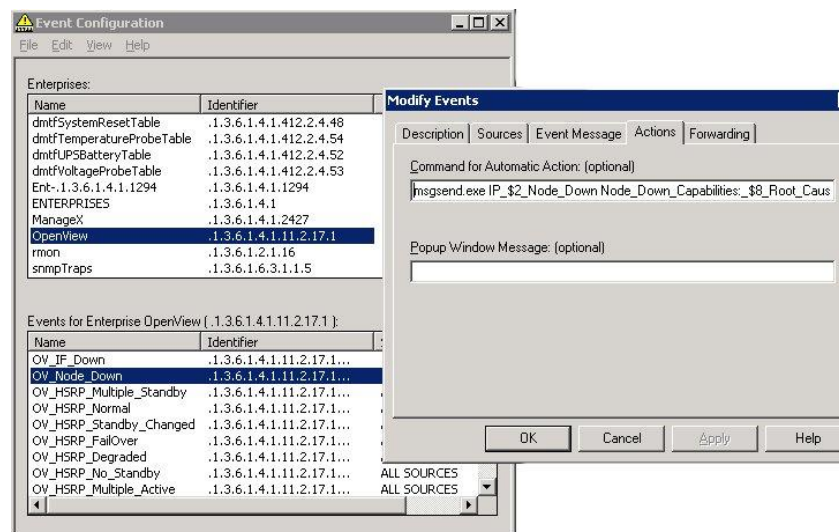 Event Configuration
File Edit View Help
Enterprises:
Name Identifier
dmtfSystemResetTable .1.3.6.1.4.1.412.2.4.48
dmtfTemperatureProbeTable .1.3.6.1.4.1.412.2.4.54
dmtfUPSBatteryTable .1.3.6.1.4.1.412.2.4.52
dmtfVoltageProbeTable .1.3.6.1.4.1.412.2.4.53
Ent-.1.3.6.1.4.1.1294 .1.3.6.1.4.1.1294
ENTERPRISES .1.3.6.1.4.1
ManageX .1.3.6.1.4.1.2427
OpenView .1.3.6.1.4.1.11.2.17.1
rmon .1.3.6.1.2.1.16
snmpTraps .1.3.6.1.6.3.1.1.5
Events for Enterprise OpenView ( .1.3.6.1.4.1.11.2.17.1 ):
Name Identifier
OV_IF_Down .1.3.6.1.4.1.11.2.17.1...
OV_Node_Down .1.3.6.1.4.1.11.2.17.1...
OV_HSRP_Multiple_Standby .1.3.6.1.4.1.11.2.17.1...
OV_HSRP_Normal .1.3.6.1.4.1.11.2.17.1...
OV_HSRP_Standby_Changed .1.3.6.1.4.1.11.2.17.1...
OV_HSRP_FailOver .1.3.6.1.4.1.11.2.17.1...
OV_HSRP_Degraded .1.3.6.1.4.1.11.2.17.1...
OV_HSRP_No_Standby .1.3.6.1.4.1.11.2.17.1... ALL SOURCES
OV_HSRP_Multiple_Active .1.3.6.1.4.1.11.2.17.1... ALL SOURCES
Modify Events
Description Sources Event Message Actions Forwarding
Command for Automatic Action: (optional)
msgsend.exe IP_$2_Node_Down Node_Down_Capabilities:_$8_Root_Caus
Popup Window Message: (optional)
OK Cancel Apply Help